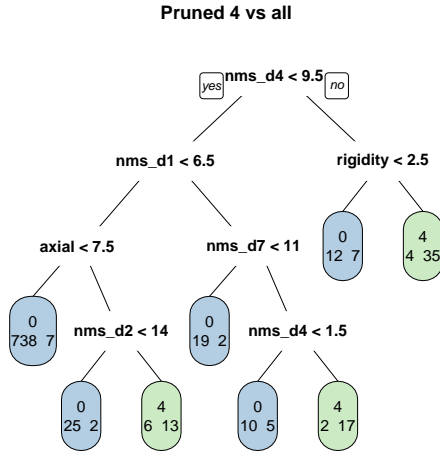 Pruned 4 vs all
yes nms_d4 < 9.5 no
nms_d1 < 6.5 rigidity < 2.5
axial < 7.5 nms_d7 < 11
0 4
12 7 4 35
0 nms_d2 < 14 0 nms_d4 < 1.5
738 7 19 2
0 4 0 4
25 2 6 13 10 5 2 17